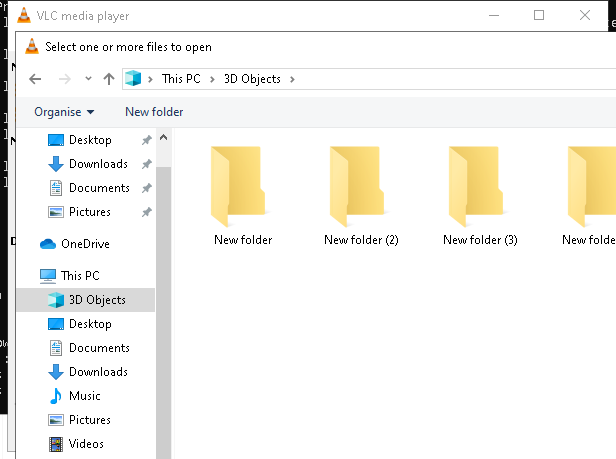 VLC media player
Select one or more files to open
This PC > 3D Objects >
Organise New folder
Desktop
Downloads
Documents
Pictures
OneDrive
This PC
3D Objects
Desktop
Documents
Downloads
Music
Pictures
Videos
New folder New folder (2) New folder (3) New folde